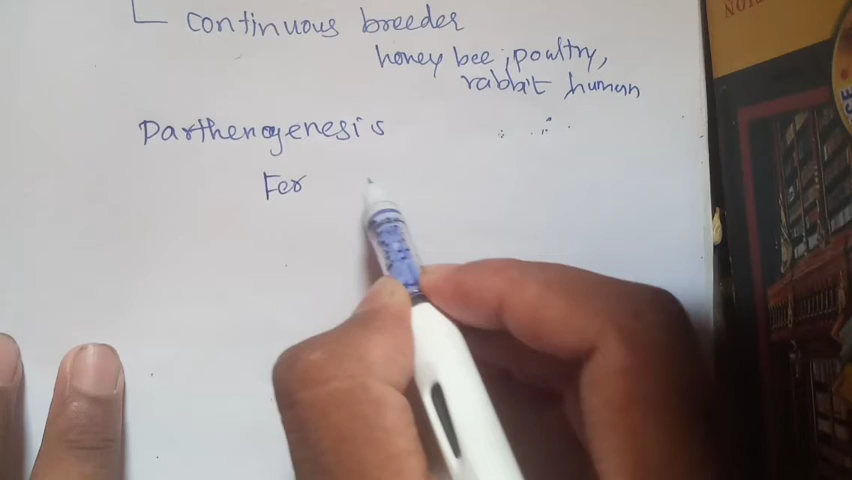 continuous breeder
honey bee, poultry,
rabbit, human
Parthenogenesis
Fer